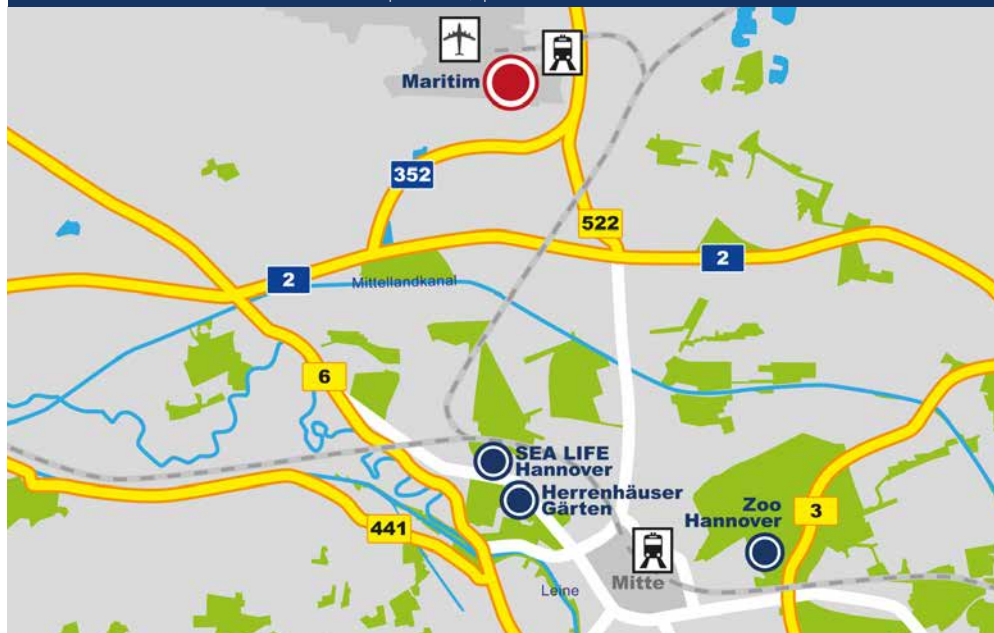 Maritim
352
522
2
2
Mittellandkanal
6
SEA LIFE
Hannover
Herrenhäuser
Gärten
Zoo
Hannover
3
441
Mitte
Leine